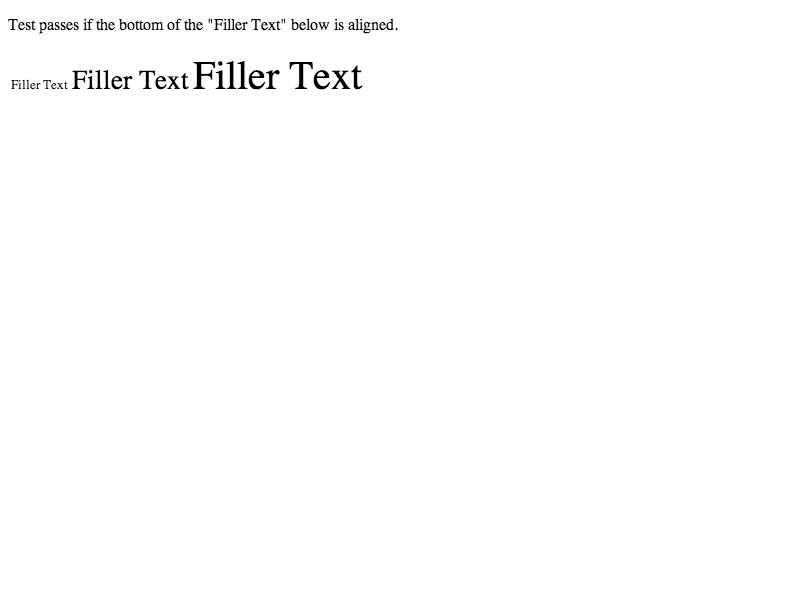 Test passes if the bottom of the "Filler Text" below is aligned.
Filler Text Filler Text Filler Text